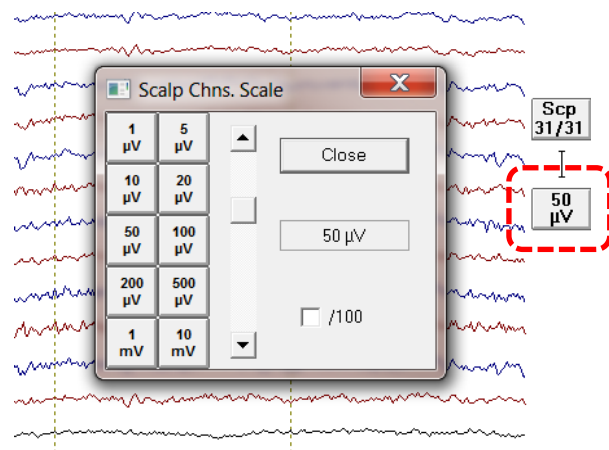 Scalp Chns. Scale
X
1
µV
5
µV
10
µV
20
µV
50
µV
100
µV
200
µV
500
µV
1
mV
10
mV
Close
50 µV
/100
Scp
31/31
50
µV